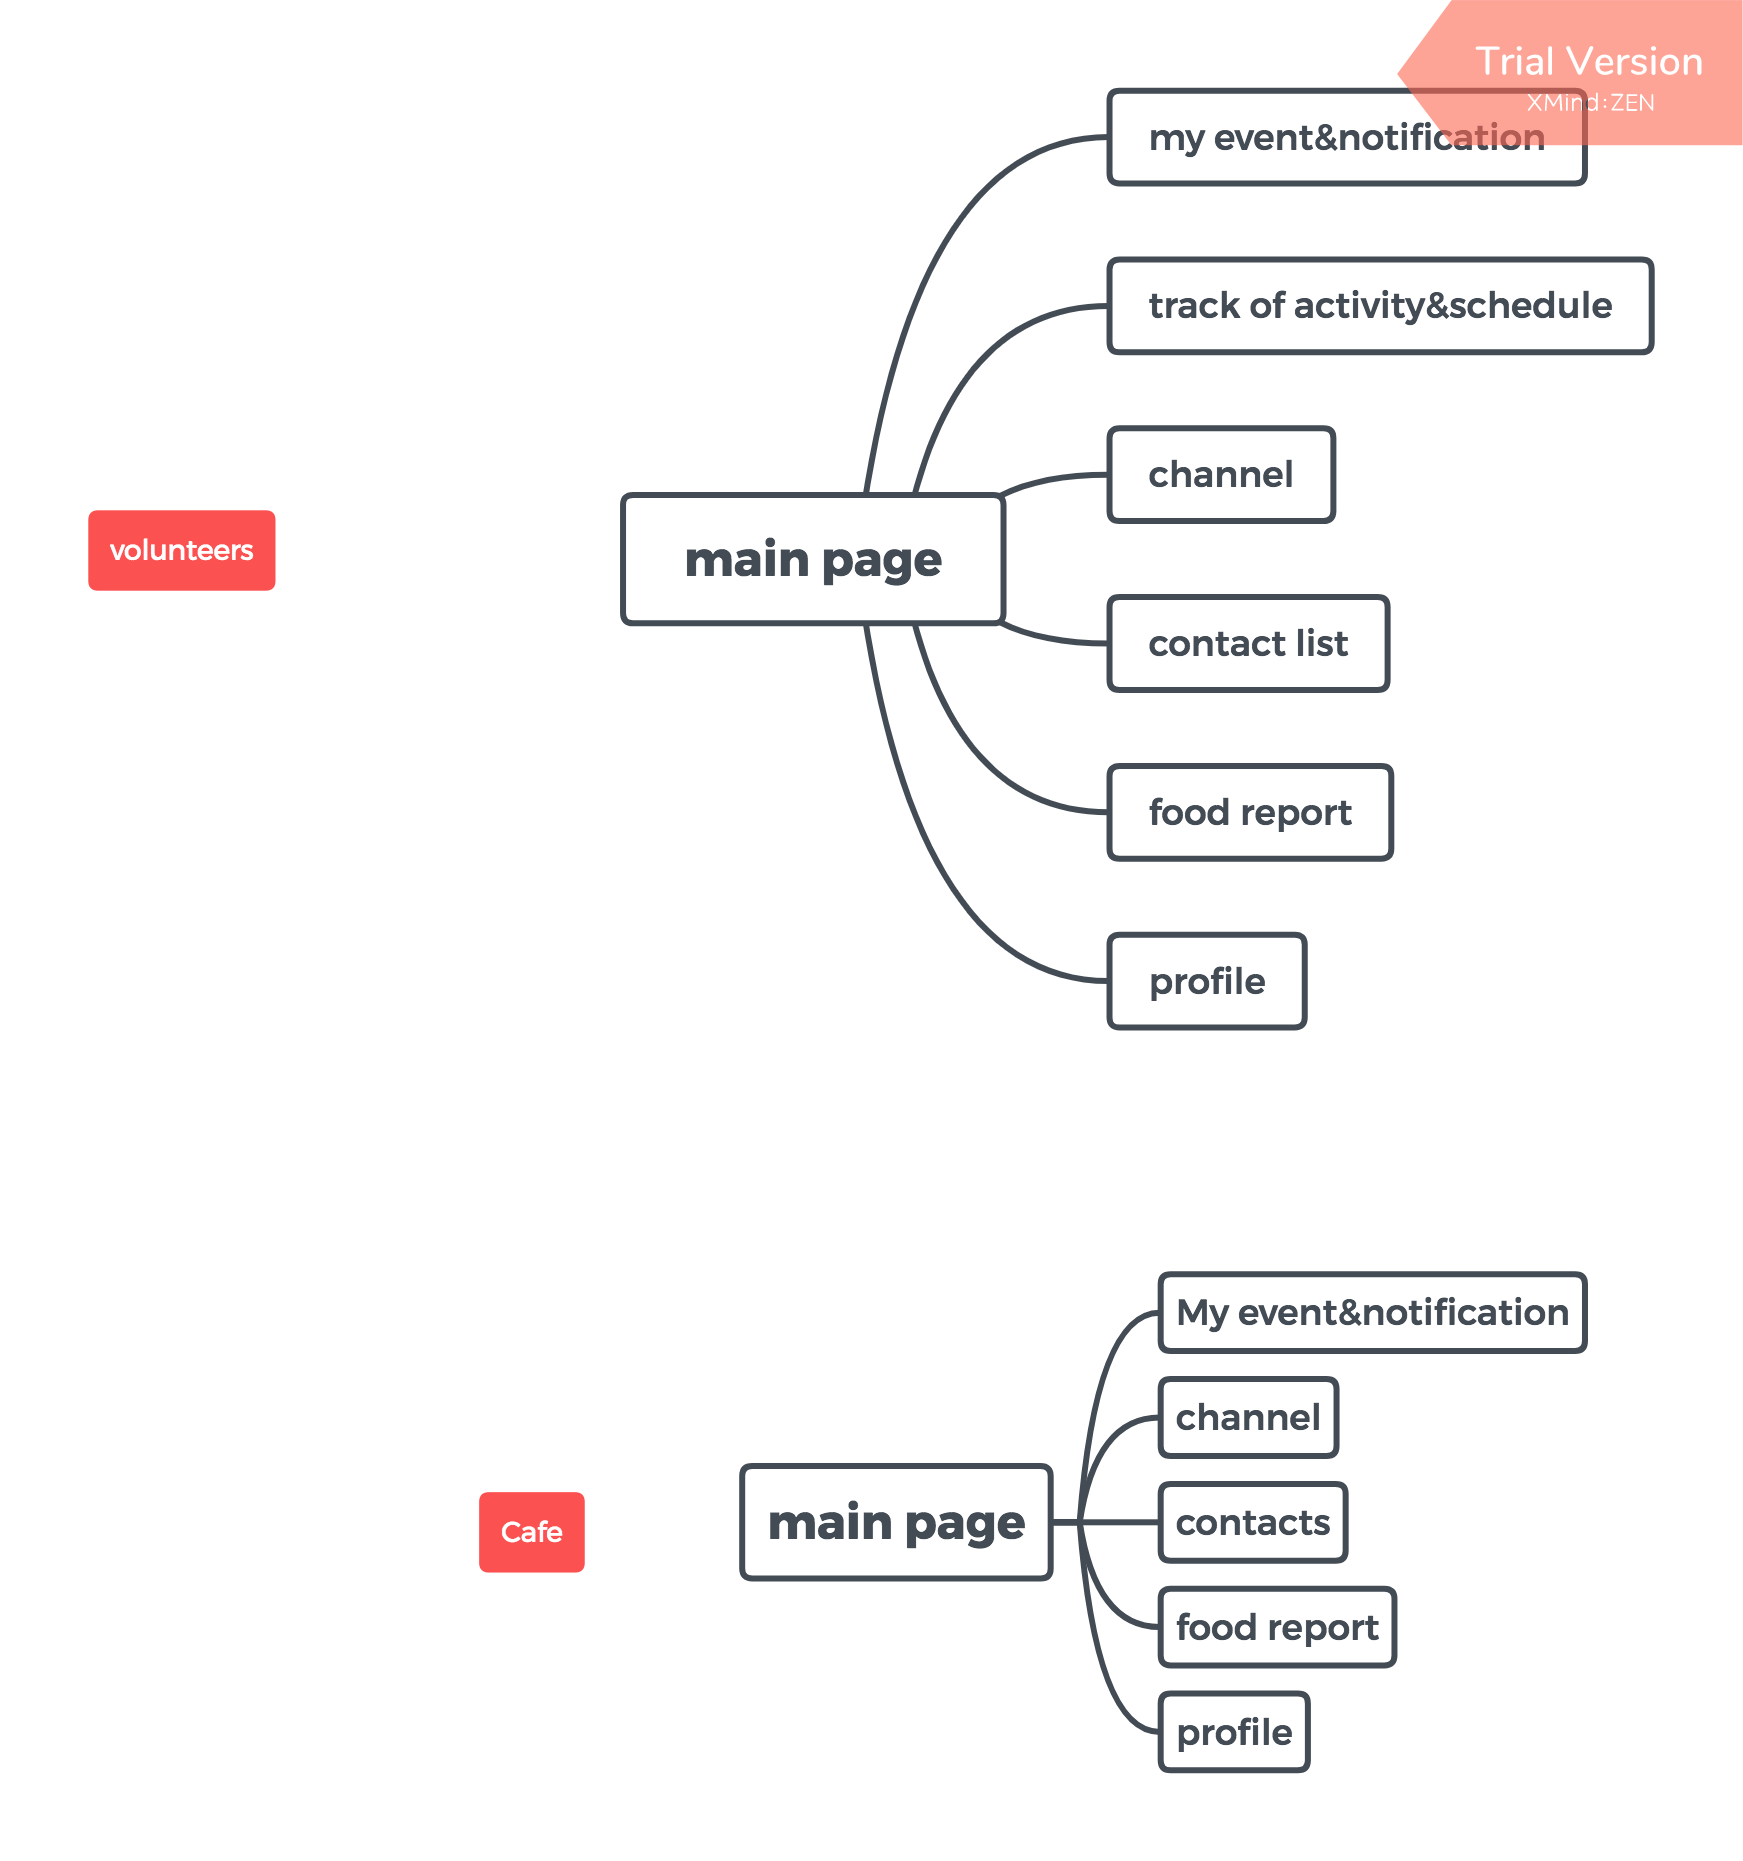 Trial Version
XMind:ZEN
my event&notification
track of activity&schedule
channel
volunteers
main page
contact list
food report
profile
My event&notification
channel
Cafe
main page
contacts
food report
profile